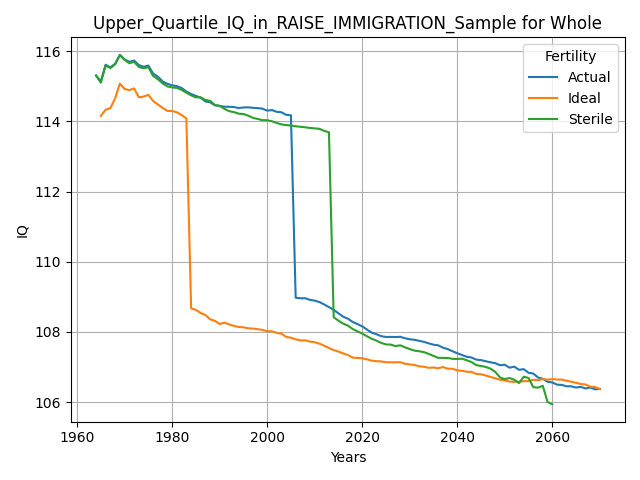 Upper_Quartile_IQ_in_RAISE_IMMIGRATION_Sample for Whole
116
114
112
110
108
106
IQ
Fertility
Actual
Ideal
Sterile
1960
1980
2000
2020
2040
2060
Years